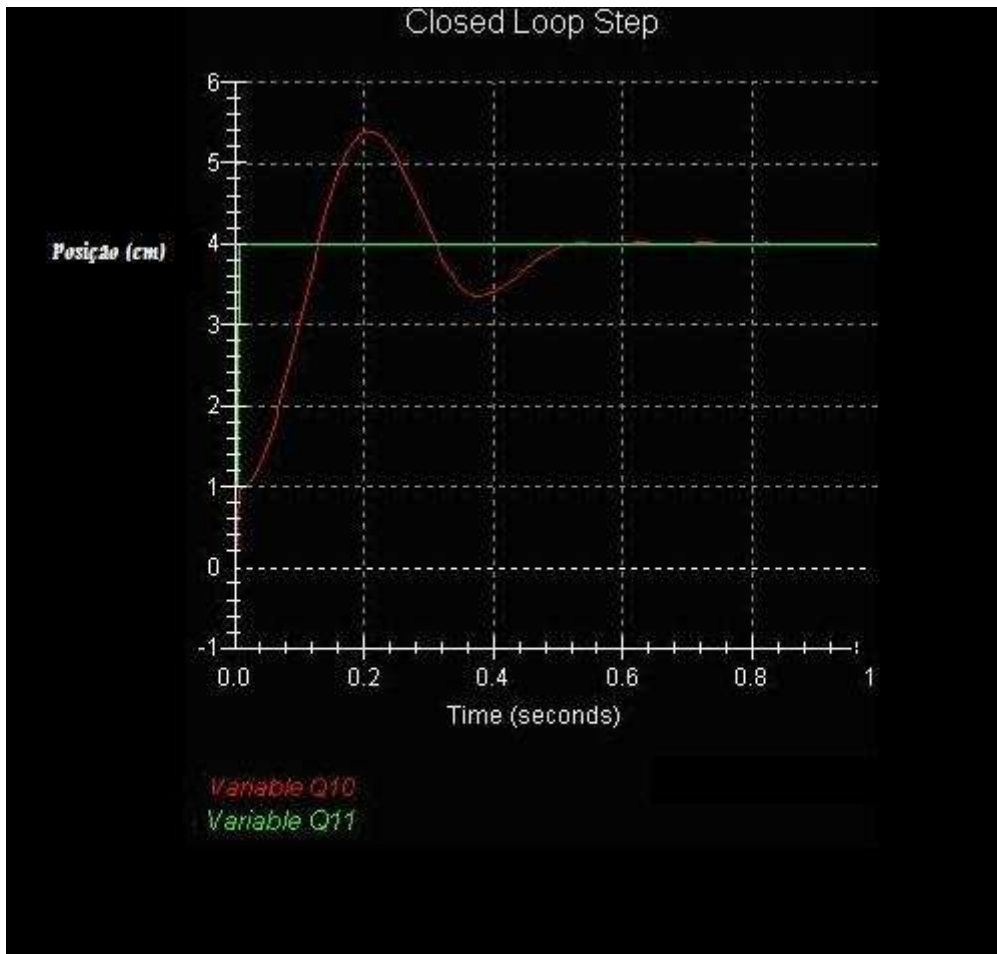 Closed Loop Step
6
5
Posição (cm)
4
3
2
1
0
-1
0.0 0.2 0.4 0.6 0.8 1
Time (seconds)
Variable Q10
Variable Q11